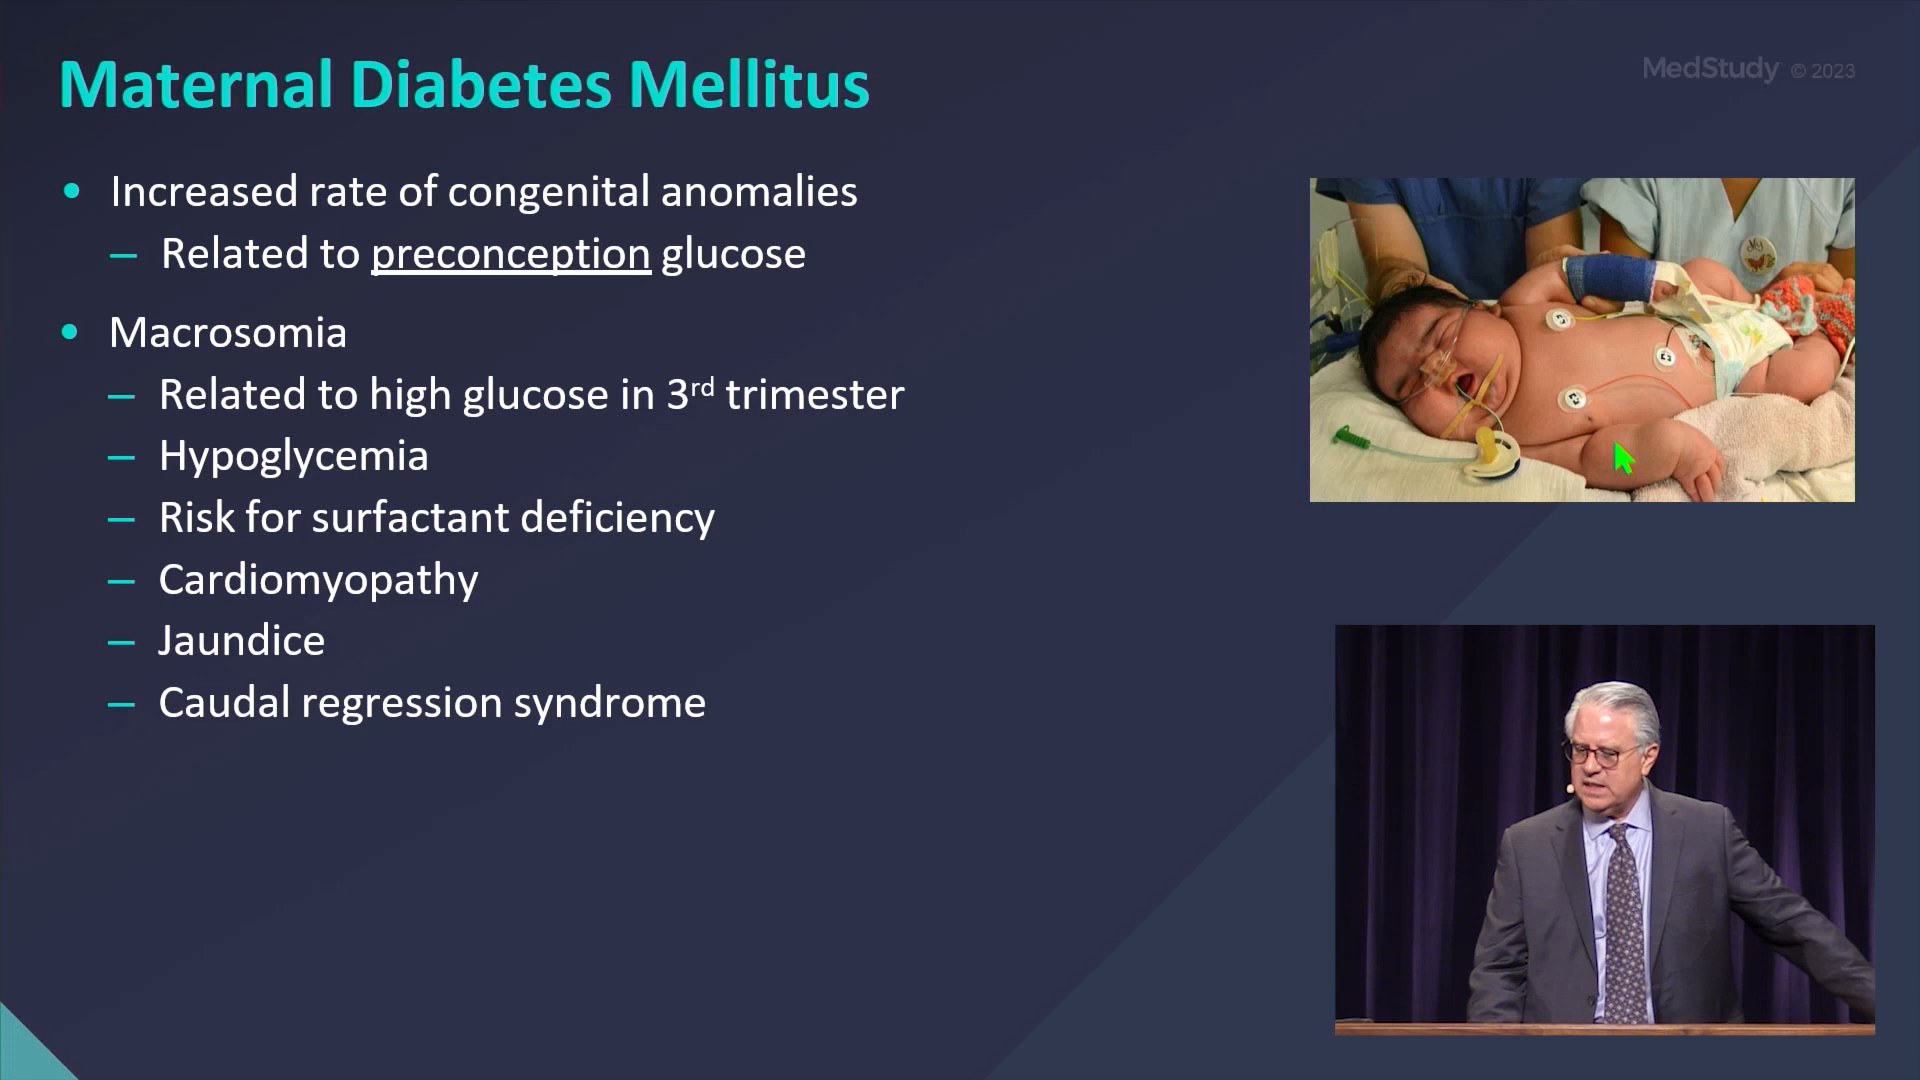 Maternal Diabetes Mellitus
MedStudy © 2023
• Increased rate of congenital anomalies
– Related to preconception glucose
• Macrosomia
– Related to high glucose in 3rd trimester
– Hypoglycemia
– Risk for surfactant deficiency
– Cardiomyopathy
– Jaundice
– Caudal regression syndrome